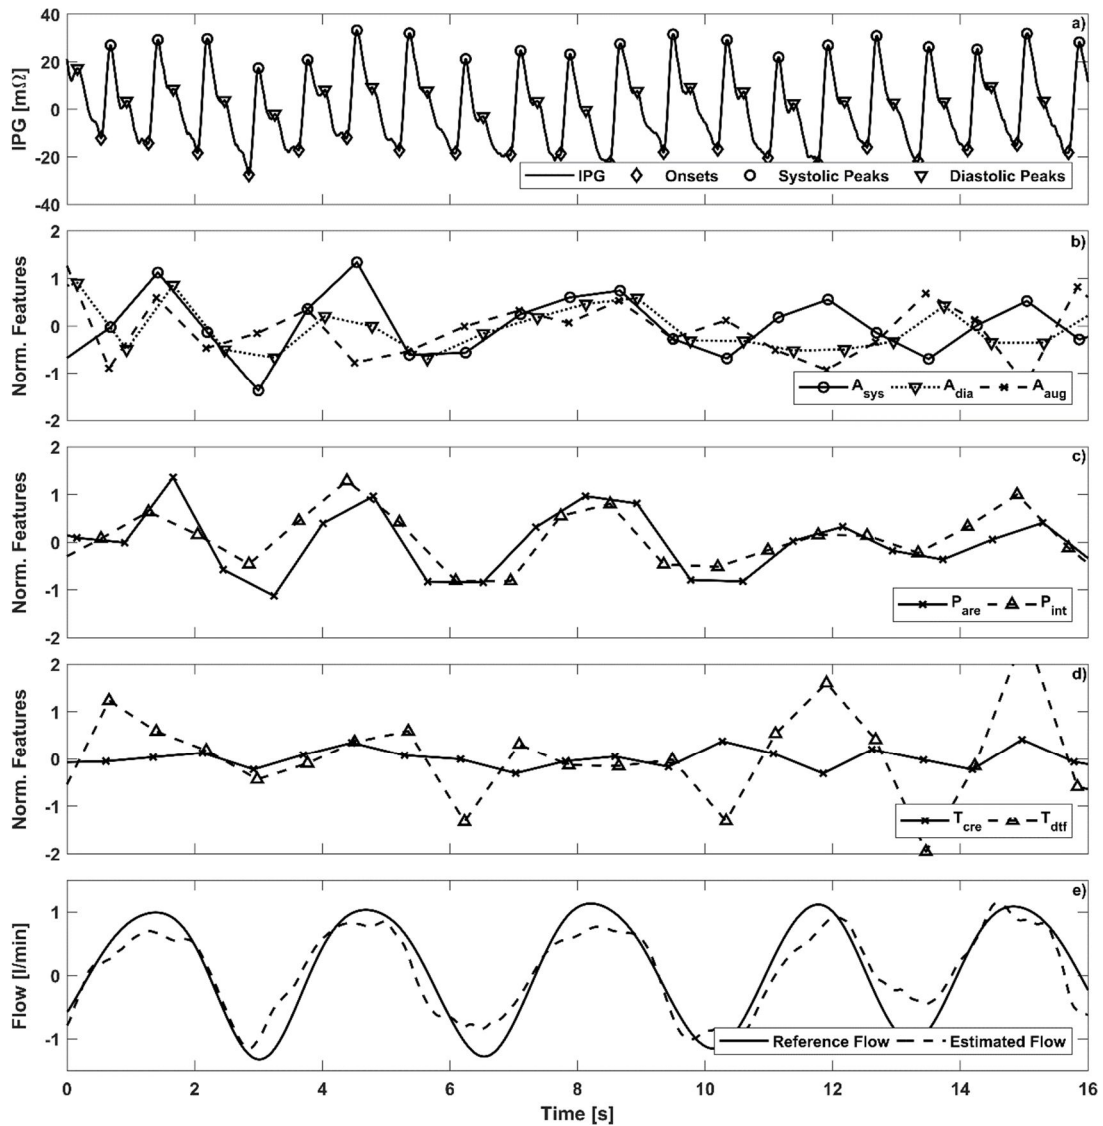 a)
40
20
0
-20
-40
IPG [mΩ]
IPG Onsets Systolic Peaks Diastolic Peaks
b)
2
1
0
-1
-2
Norm. Features
A_sys A_dia A_aug
c)
2
1
0
-1
-2
Norm. Features
P_are P_int
d)
2
1
0
-1
-2
Norm. Features
T_cre T_dtf
e)
1
0
-1
Flow [l/min]
Reference Flow Estimated Flow
0 2 4 6 8 10 12 14 16
Time [s]